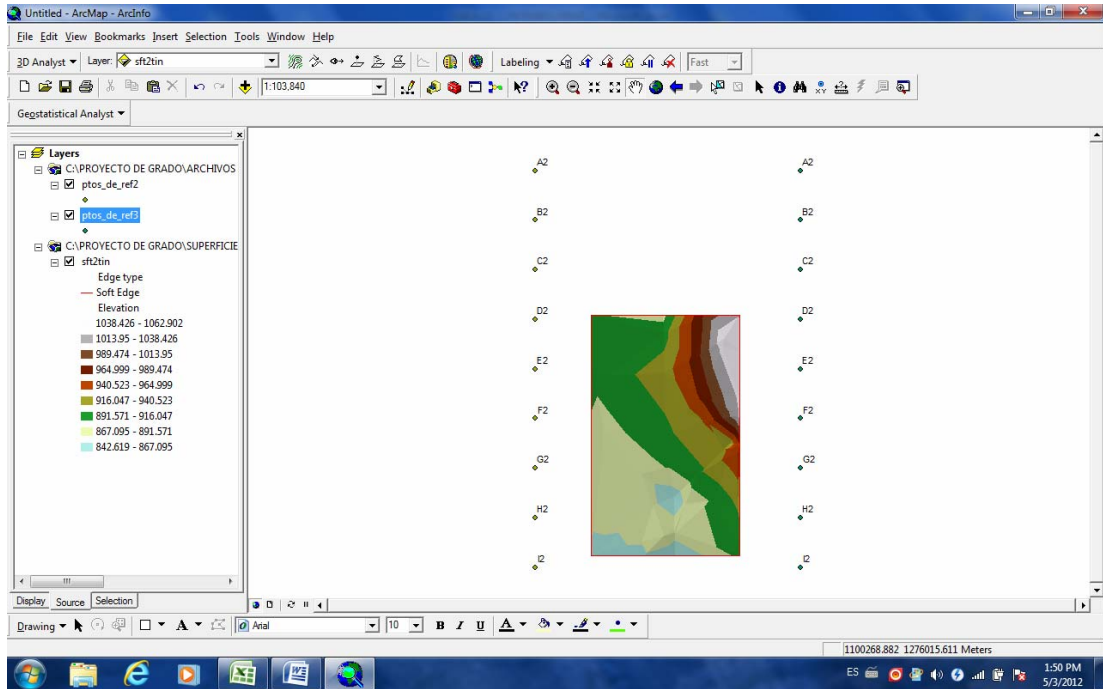 Untitled - ArcMap - ArcInfo
File Edit View Bookmarks Insert Selection Tools Window Help
3D Analyst Layer: sft2tin Labeling Fast
1:103,840
Geostatistical Analyst
Layers
C:\PROYECTO DE GRADO\ARCHIVOS
ptos_de_ref2
ptos_de_ref3
C:\PROYECTO DE GRADO\SUPERFICIE
sft2tin
Edge type
Soft Edge
Elevation
1038.426 - 1062.902
1013.95 - 1038.426
989.474 - 1013.95
964.999 - 989.474
940.523 - 964.999
916.047 - 940.523
891.571 - 916.047
867.095 - 891.571
842.619 - 867.095
A2 A2
B2 B2
C2 C2
D2 D2
E2 E2
F2 F2
G2 G2
H2 H2
I2 I2
Display Source Selection
Drawing A Arial 10 B I U A
1100268.882 1276015.611 Meters
ES 1:50 PM
5/3/2012